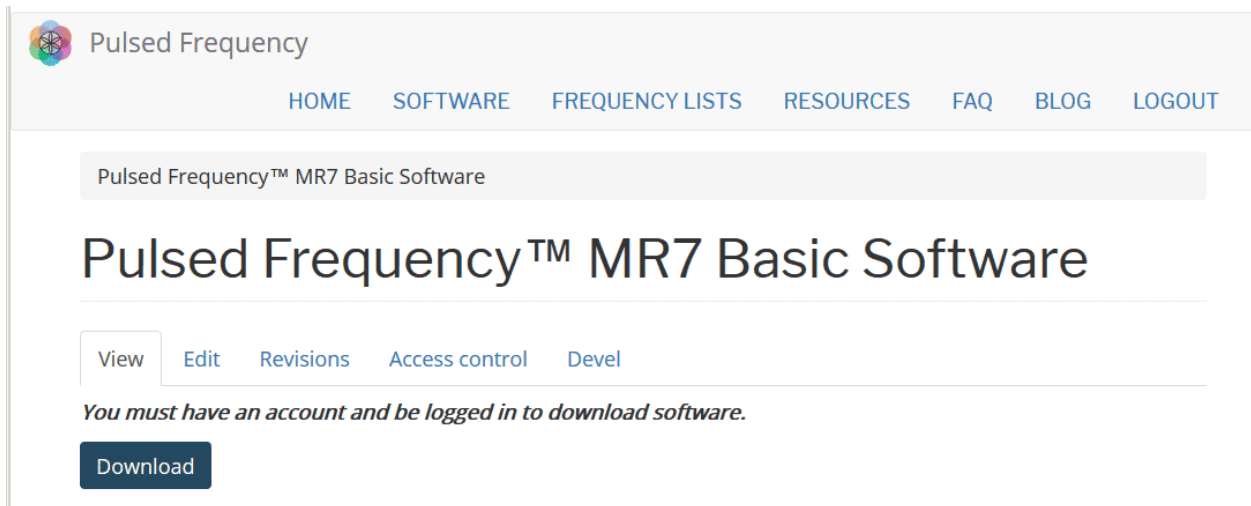 Pulsed Frequency
HOME SOFTWARE FREQUENCY LISTS RESOURCES FAQ BLOG LOGOUT
Pulsed Frequency™ MR7 Basic Software
Pulsed Frequency™ MR7 Basic Software
View Edit Revisions Access control Devel
You must have an account and be logged in to download software.
Download